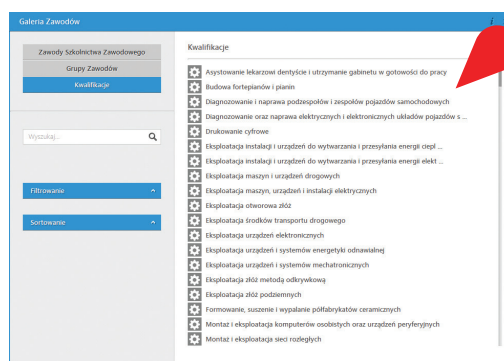 Galeria Zawodów
i
Zawody Szkolnictwa Zawodowego
Grupy Zawodów
Kwalifikacje
Wyszukaj...
Filtrowanie
Sortowanie
Kwalifikacje
Asystowanie lekarzowi dentyście i utrzymanie gabinetu w gotowości do pracy
Budowa fortepianów i pianin
Diagnozowanie i naprawa podzespołów i zespołów pojazdów samochodowych
Diagnozowanie oraz naprawa elektrycznych i elektronicznych układów pojazdów s ...
Drukowanie cyfrowe
Eksploatacja instalacji i urządzeń do wytwarzania i przesyłania energii ciepl ...
Eksploatacja instalacji i urządzeń do wytwarzania i przesyłania energii elekt ...
Eksploatacja maszyn i urządzeń drogowych
Eksploatacja maszyn, urządzeń i instalacji elektrycznych
Eksploatacja otworowa złóż
Eksploatacja środków transportu drogowego
Eksploatacja urządzeń elektronicznych
Eksploatacja urządzeń i systemów energetyki odnawialnej
Eksploatacja urządzeń i systemów mechatronicznych
Eksploatacja złóż metodą odkrywkową
Eksploatacja złóż podziemnych
Formowanie, suszenie i wypalanie półfabrykatów ceramicznych
Montaż i eksploatacja komputerów osobistych oraz urządzeń peryferyjnych
Montaż i eksploatacja sieci rozległych